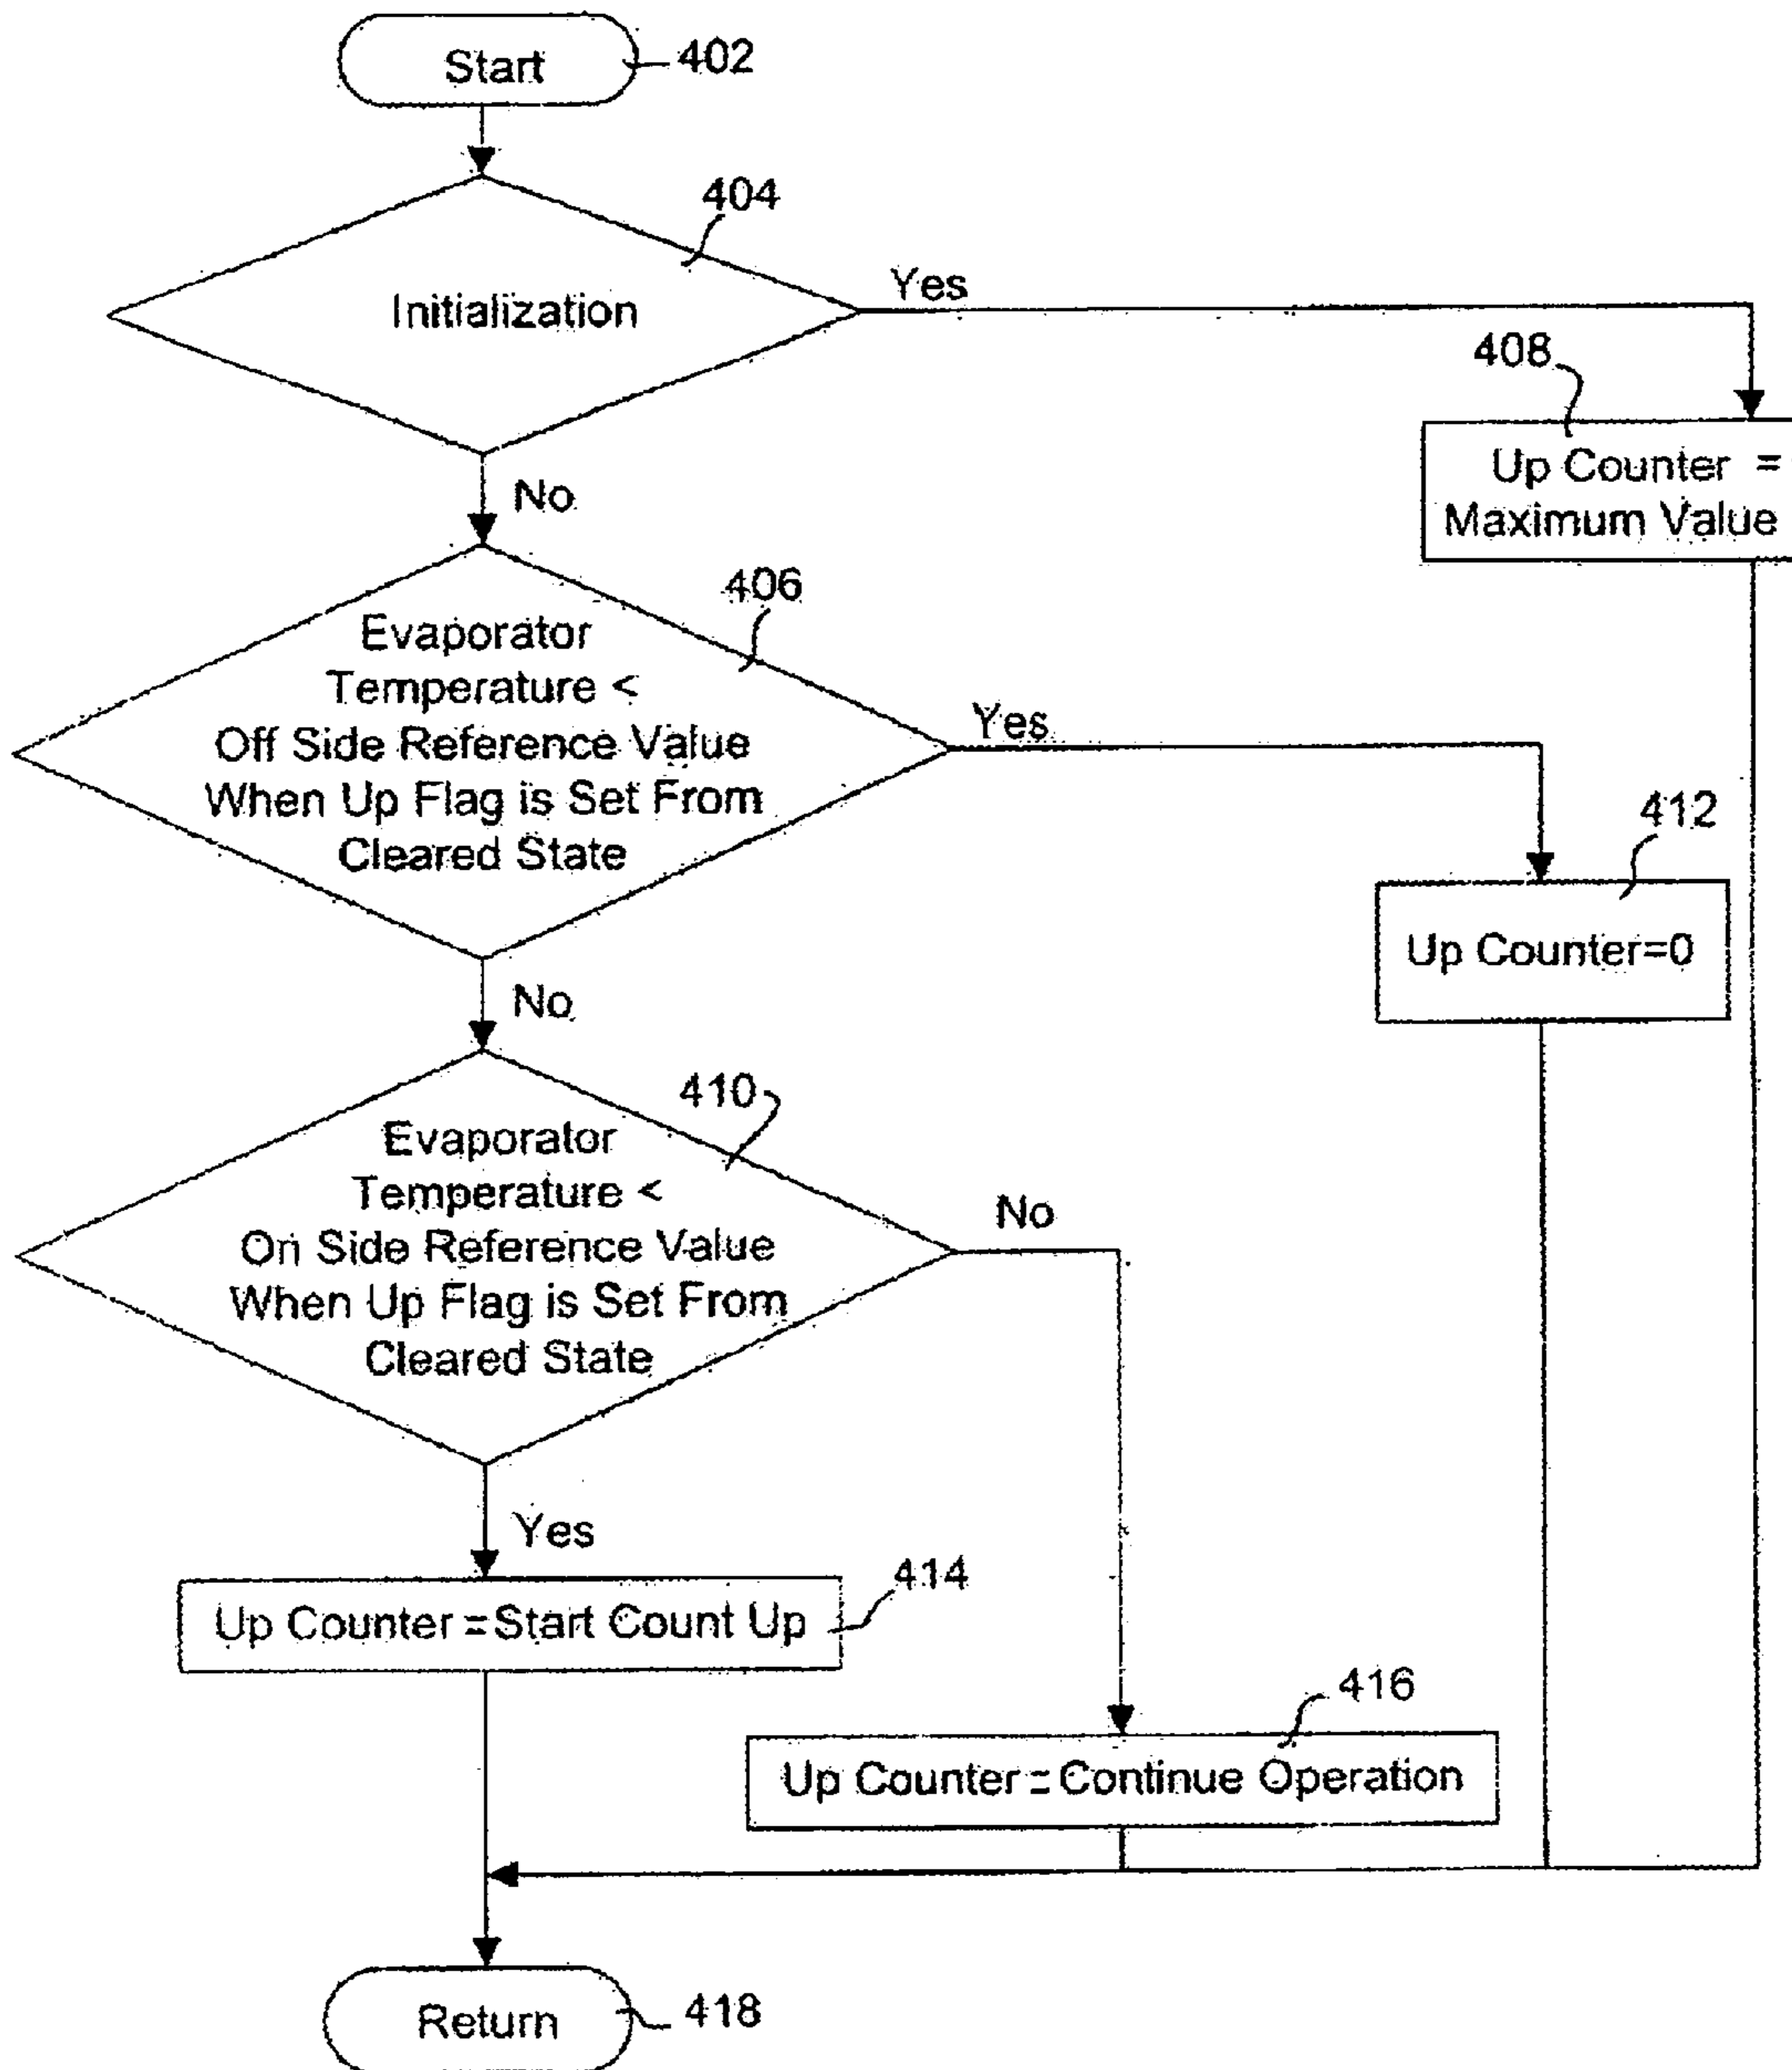 Start
402
404
Initialization
Yes
408
Up Counter =
Maximum Value
No
406
Evaporator
Temperature <
Off Side Reference Value
When Up Flag is Set From
Cleared State
Yes
412
Up Counter=0
No
410
Evaporator
Temperature <
On Side Reference Value
When Up Flag is Set From
Cleared State
No
Yes
414
Up Counter =Start Count Up
416
Up Counter =Continue Operation
Return
418